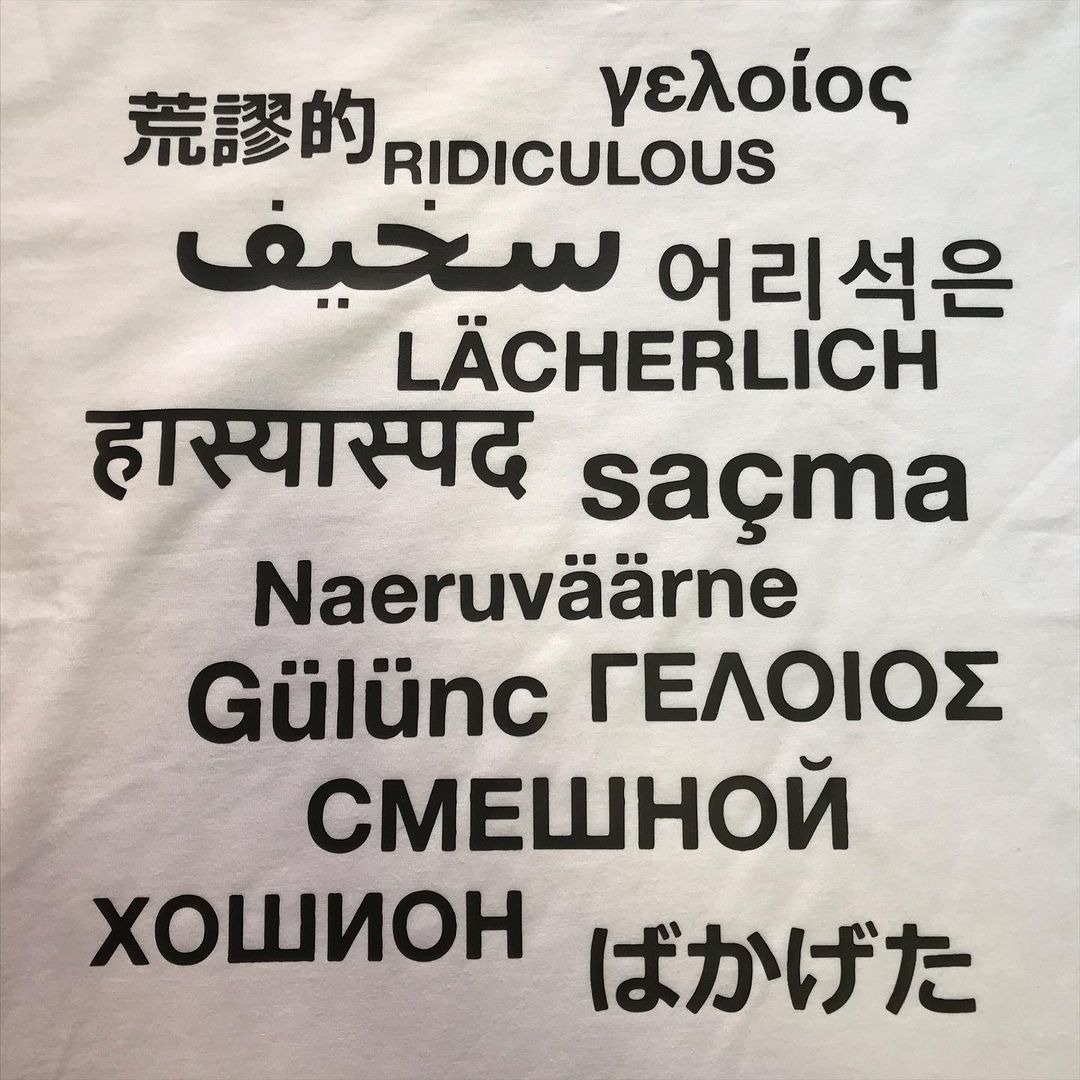 γελοίος
荒謬的
RIDICULOUS
سخيف
어리석은
LÄCHERLICH
हास्यास्पद
saçma
Naeruväärne
Gülünc
ΓΕΛΟΙΟΣ
СМЕШНОЙ
ХОШИОН
ばかげた